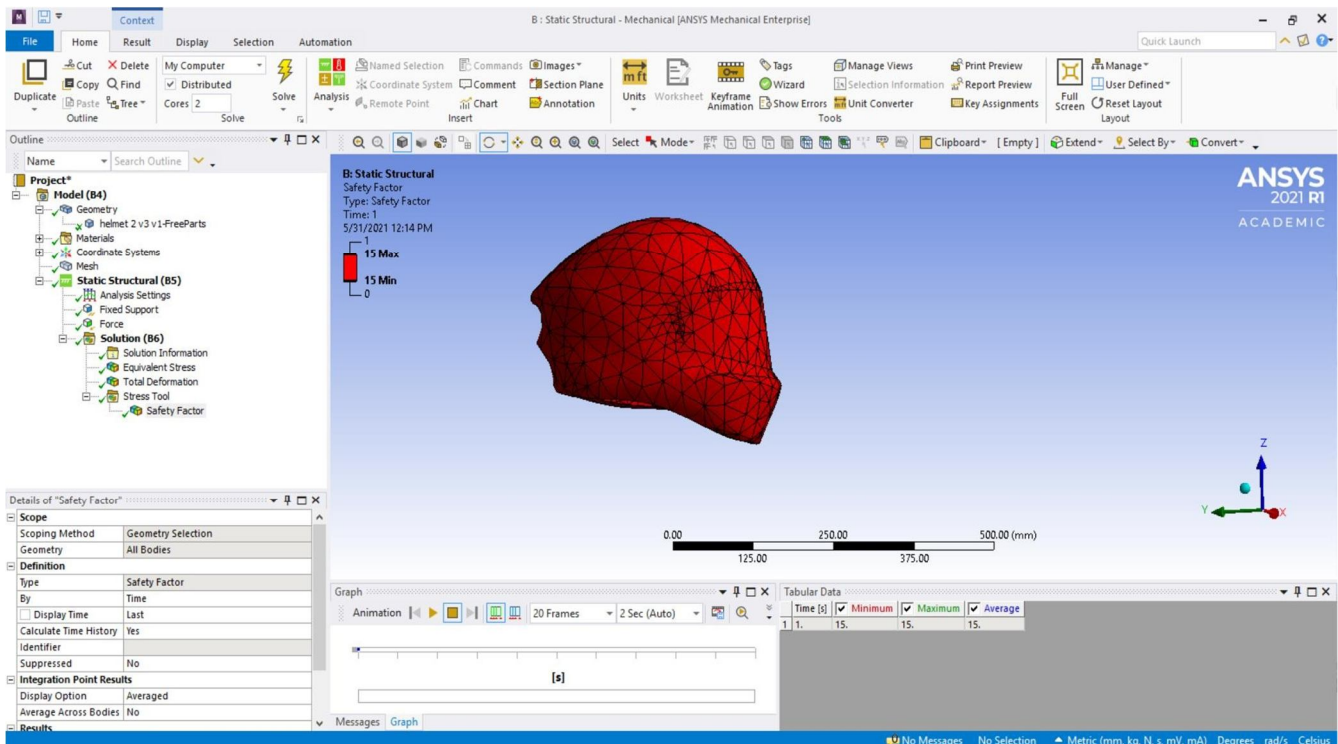 Context
B : Static Structural - Mechanical [ANSYS Mechanical Enterprise]
File Home Result Display Selection Automation
Quick Launch
Duplicate
Cut
Copy
Paste
Delete
Find
Tree
Outline
My Computer
Distributed
Cores 2
Solve
Solve
Analysis
Named Selection
Coordinate System
Remote Point
Commands
Comment
Chart
Images
Section Plane
Annotation
Insert
mft
Units
Worksheet
Keyframe
Animation
Tags
Wizard
Show Errors
Manage Views
Selection Information
Unit Converter
Print Preview
Report Preview
Key Assignments
Tools
Full
Screen
Manage
User Defined
Reset Layout
Layout
Outline
Name
Search Outline
Select Mode Clipboard [Empty] Extend Select By Convert
Project*
Model (B4)
Geometry
helmet 2 v3 v1-FreeParts
Materials
Coordinate Systems
Mesh
Static Structural (B5)
Analysis Settings
Fixed Support
Force
Solution (B6)
Solution Information
Equivalent Stress
Total Deformation
Stress Tool
Safety Factor
B: Static Structural
Safety Factor
Type: Safety Factor
Time: 1
5/31/2021 12:14 PM
1
15 Max
15 Min
0
ANSYS
2021 R1
ACADEMIC
Z
Y
X
0.00 250.00 500.00 (mm)
125.00 375.00
Details of "Safety Factor"
Scope
Scoping Method Geometry Selection
Geometry All Bodies
Definition
Type Safety Factor
By Time
Display Time Last
Calculate Time History Yes
Identifier
Suppressed No
Integration Point Results
Display Option Averaged
Average Across Bodies No
Results
Graph
Animation 20 Frames 2 Sec (Auto)
[s]
Messages Graph
Tabular Data
Time [s] Minimum Maximum Average
1 1. 15. 15. 15.
No Messages No Selection Metric (mm, kg, N, s, mV, mA) Degrees rad/s Celsius